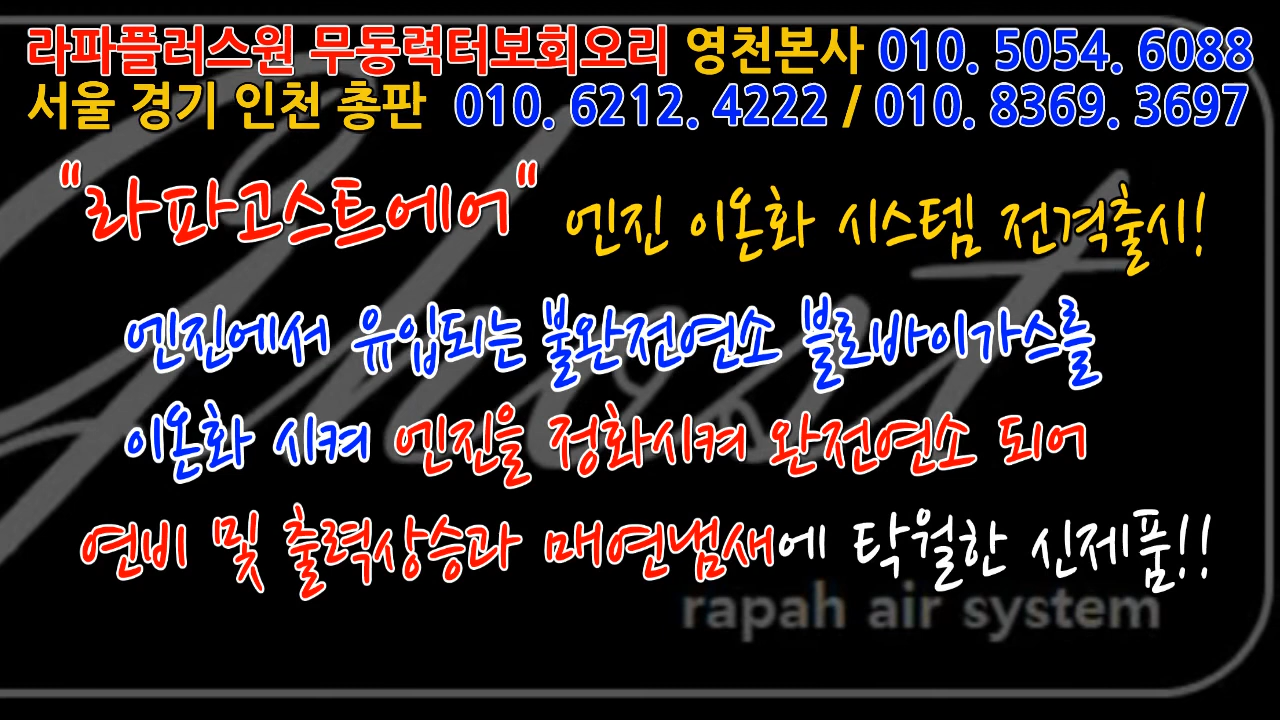 라파플러스원 무동력터보회오리 영천본사 010. 5054. 6088
서울 경기 인천 총판 010. 6212. 4222 / 010. 8369. 3697
"라파고스트에어" 엔진 이온화 시스템 전격출시!
엔진에서 유입되는 불완전연소 블로바이가스를
이온화 시켜 엔진을 정화시켜 완전연소 되어
연비 및 출력상승과 매연냄새에 탁월한 신제품!!
Ghost
rapah air system